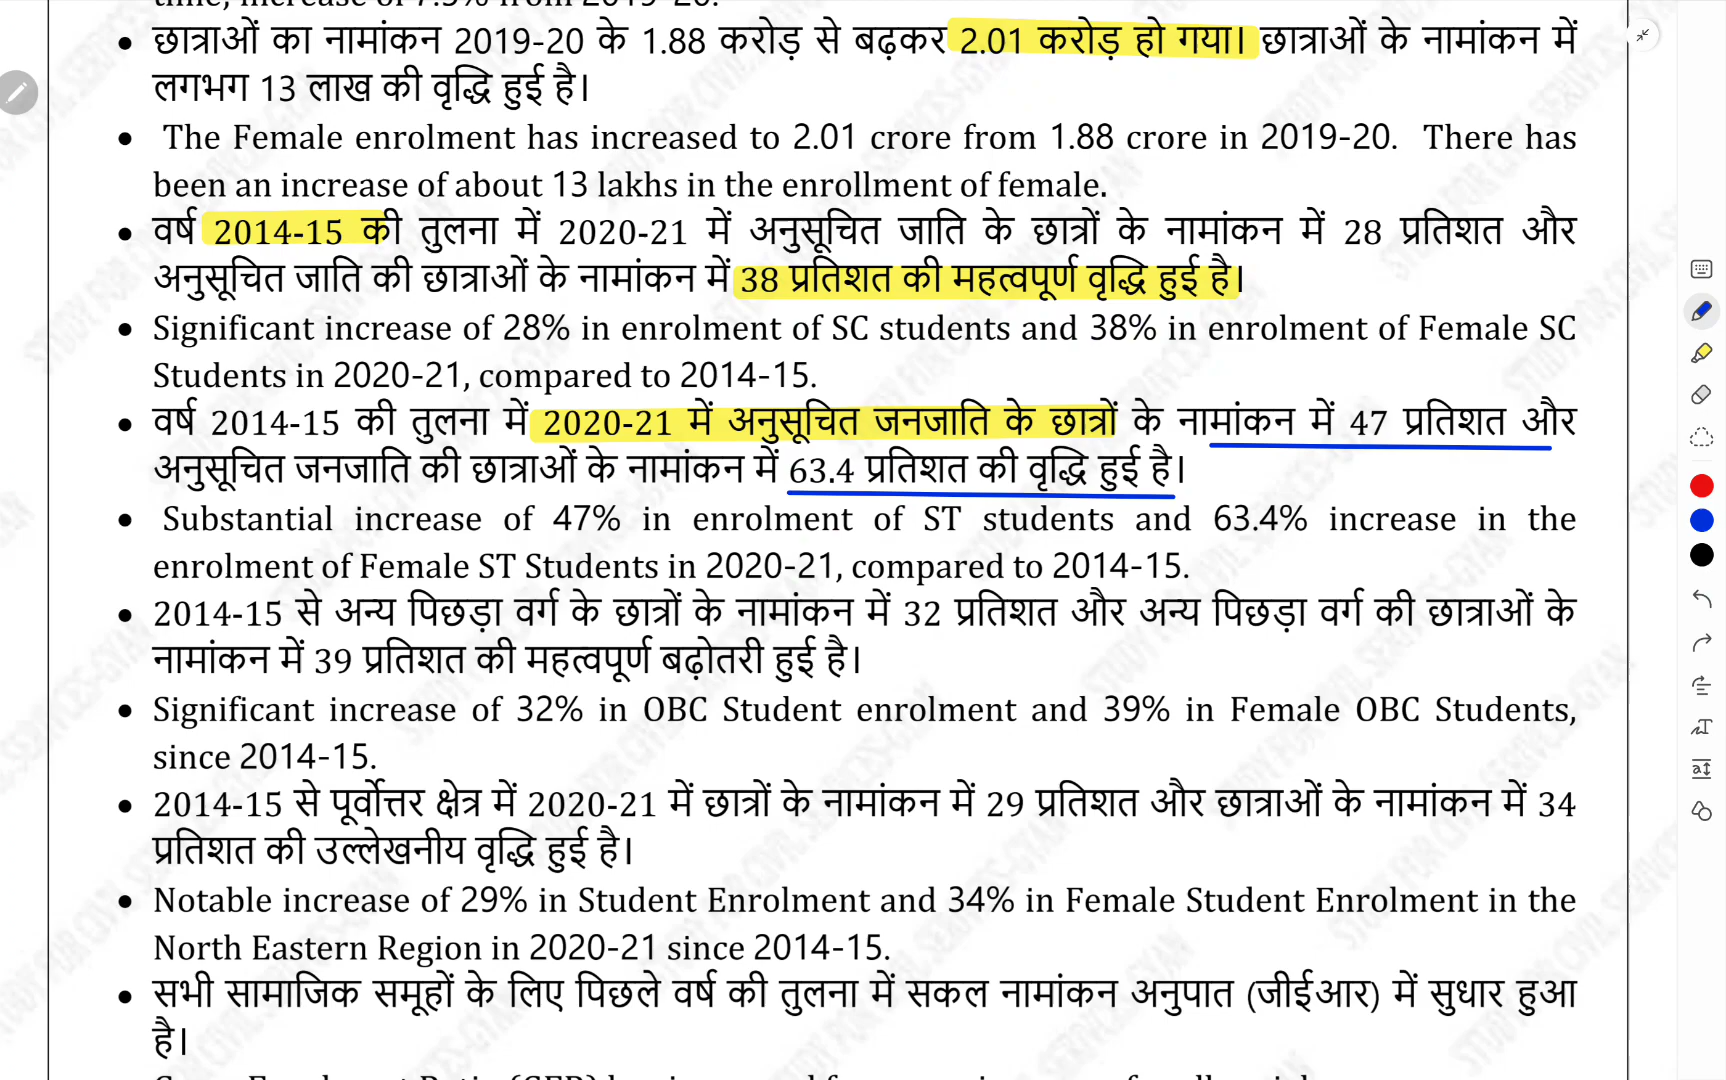 time, increase of 7.5% from 2019-20.
• छात्राओं का नामांकन 2019-20 के 1.88 करोड़ से बढ़कर 2.01 करोड़ हो गया। छात्राओं के नामांकन में
लगभग 13 लाख की वृद्धि हुई है।
• The Female enrolment has increased to 2.01 crore from 1.88 crore in 2019-20. There has
been an increase of about 13 lakhs in the enrollment of female.
• वर्ष 2014-15 की तुलना में 2020-21 में अनुसूचित जाति के छात्रों के नामांकन में 28 प्रतिशत और
अनुसूचित जाति की छात्राओं के नामांकन में 38 प्रतिशत की महत्वपूर्ण वृद्धि हुई है।
• Significant increase of 28% in enrolment of SC students and 38% in enrolment of Female SC
Students in 2020-21, compared to 2014-15.
• वर्ष 2014-15 की तुलना में 2020-21 में अनुसूचित जनजाति के छात्रों के नामांकन में 47 प्रतिशत और
अनुसूचित जनजाति की छात्राओं के नामांकन में 63.4 प्रतिशत की वृद्धि हुई है।
• Substantial increase of 47% in enrolment of ST students and 63.4% increase in the
enrolment of Female ST Students in 2020-21, compared to 2014-15.
• 2014-15 से अन्य पिछड़ा वर्ग के छात्रों के नामांकन में 32 प्रतिशत और अन्य पिछड़ा वर्ग की छात्राओं के
नामांकन में 39 प्रतिशत की महत्वपूर्ण बढ़ोतरी हुई है।
• Significant increase of 32% in OBC Student enrolment and 39% in Female OBC Students,
since 2014-15.
• 2014-15 से पूर्वोत्तर क्षेत्र में 2020-21 में छात्रों के नामांकन में 29 प्रतिशत और छात्राओं के नामांकन में 34
प्रतिशत की उल्लेखनीय वृद्धि हुई है।
• Notable increase of 29% in Student Enrolment and 34% in Female Student Enrolment in the
North Eastern Region in 2020-21 since 2014-15.
• सभी सामाजिक समूहों के लिए पिछले वर्ष की तुलना में सकल नामांकन अनुपात (जीईआर) में सुधार हुआ
है।